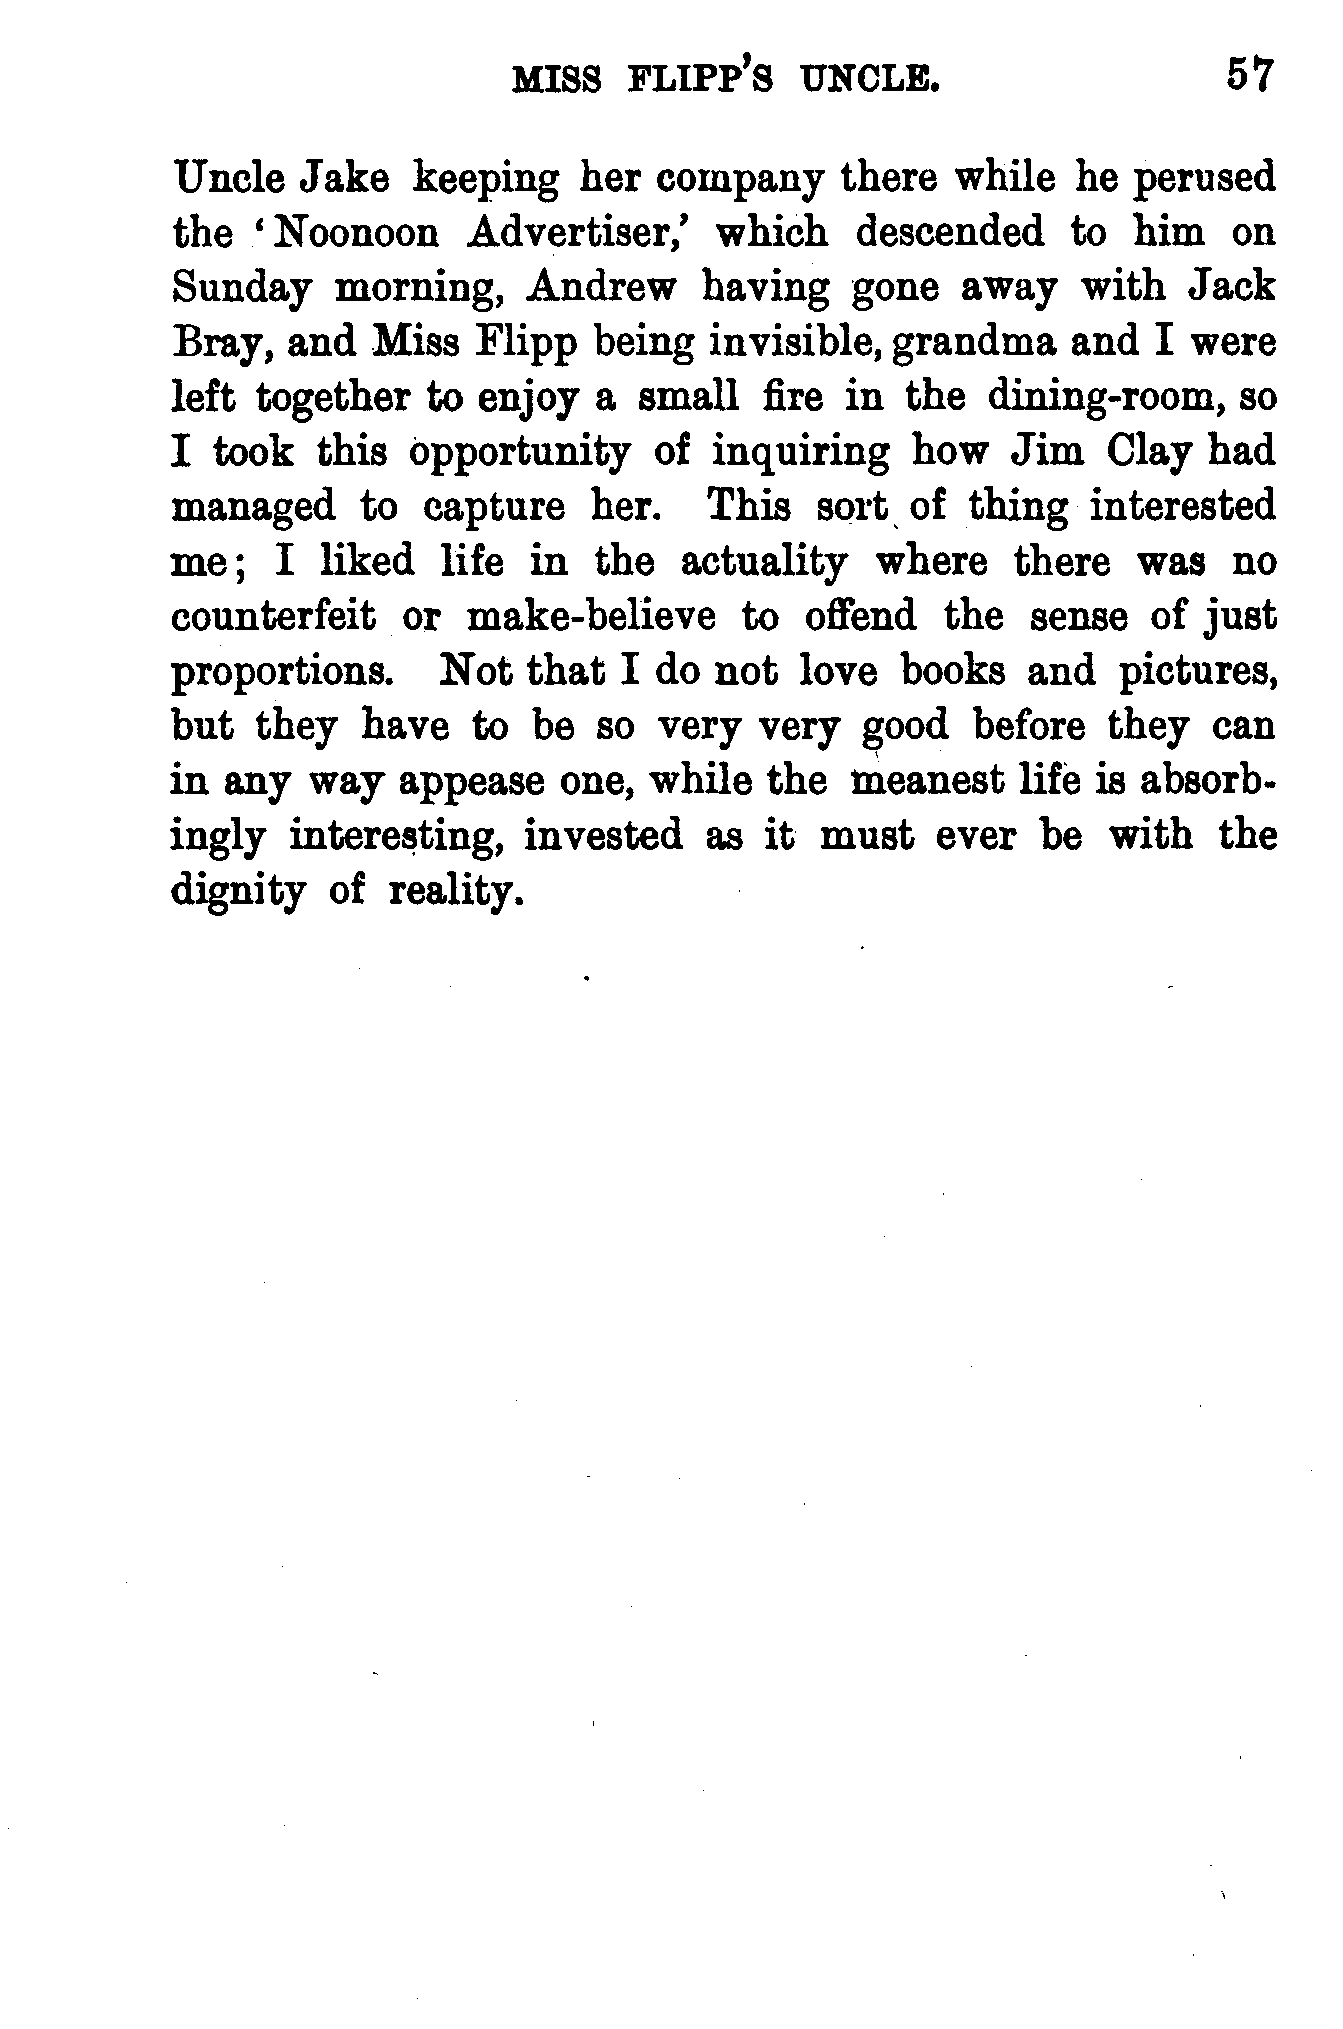 MISS FLIPP'S UNCLE. 57
Uncle Jake keeping her company there while he perused
the 'Noonoon Advertiser,' which descended to him on
Sunday morning, Andrew having gone away with Jack
Bray, and Miss Flipp being invisible, grandma and I were
left together to enjoy a small fire in the dining-room, so
I took this opportunity of inquiring how Jim Clay had
managed to capture her. This sort of thing interested
me; I liked life in the actuality where there was no
counterfeit or make-believe to offend the sense of just
proportions. Not that I do not love books and pictures,
but they have to be so very very good before they can
in any way appease one, while the meanest life is absorb-
ingly interesting, invested as it must ever be with the
dignity of reality.